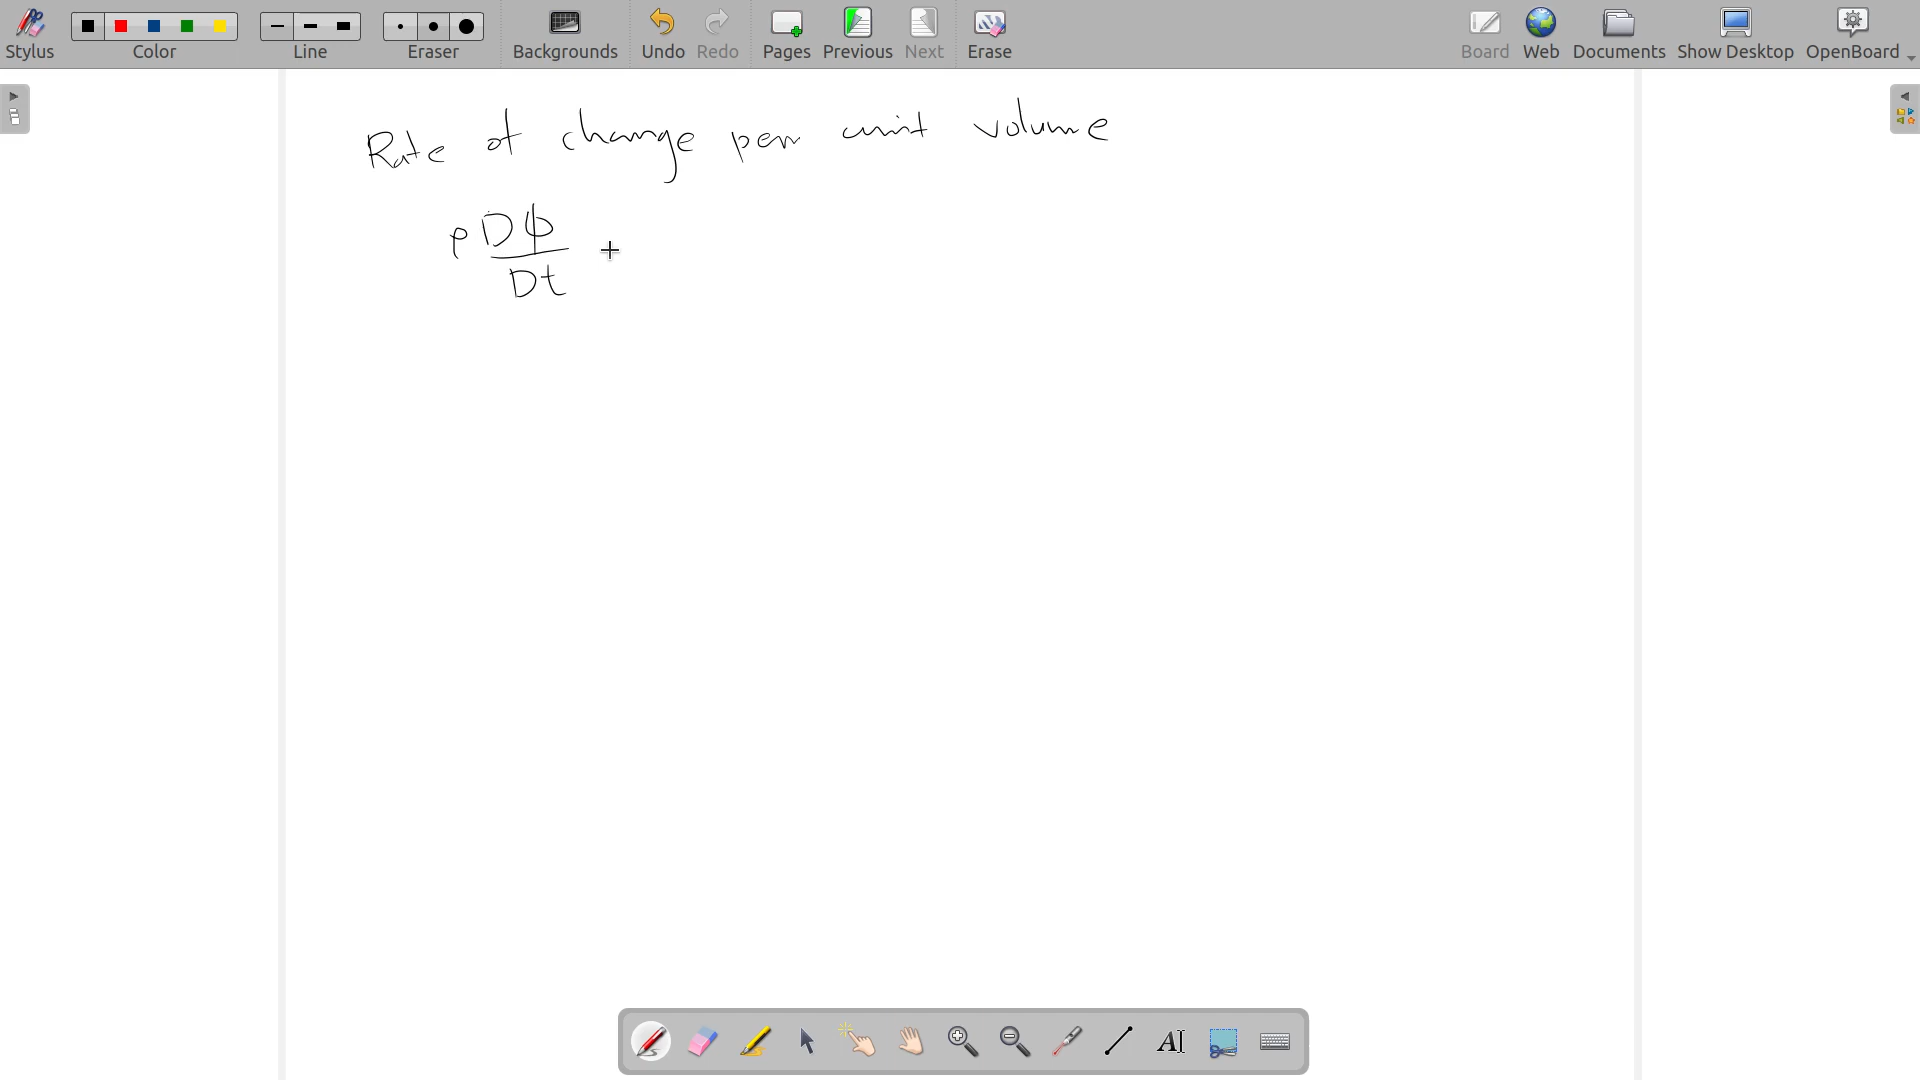 Stylus Color Line Eraser Backgrounds Undo Redo Pages Previous Next Erase Board Web Documents Show Desktop OpenBoard
Rate of change per unit volume
ρ Dϕ
Dt
AI